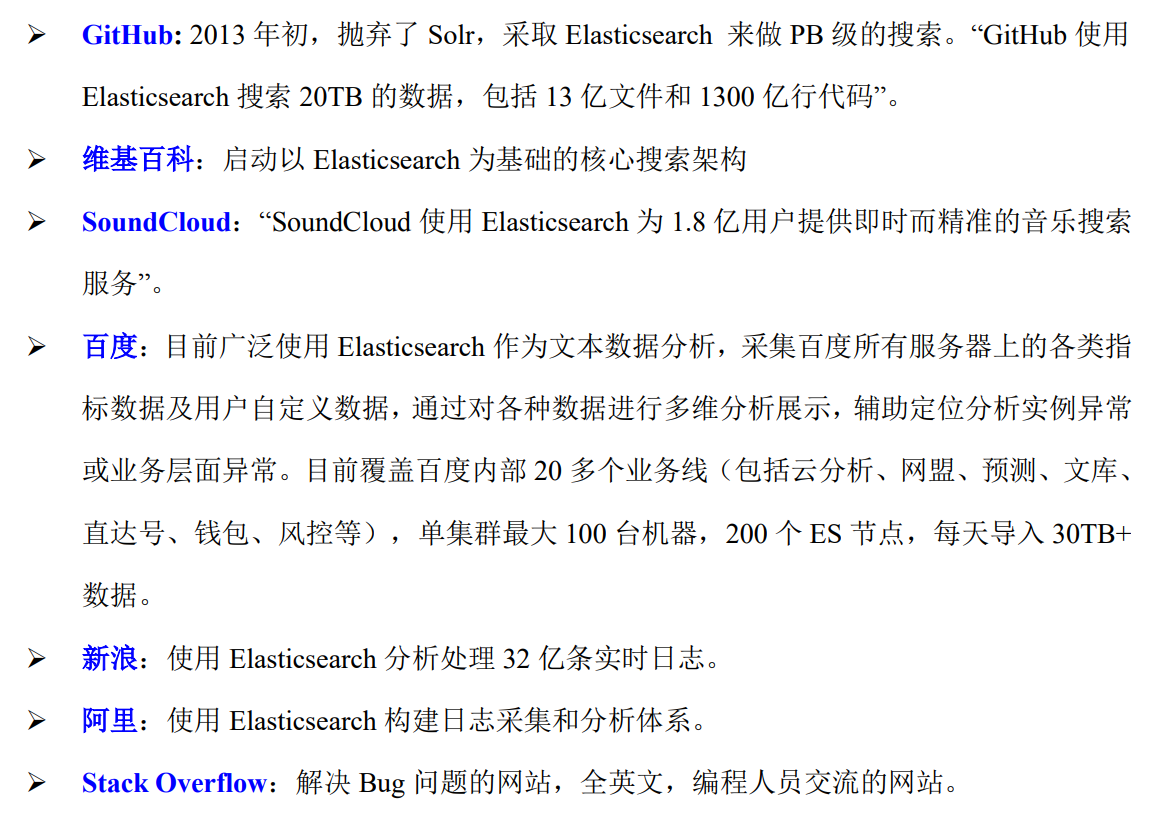 ➢ GitHub: 2013 年初，抛弃了 Solr，采取 Elasticsearch 来做 PB 级的搜索。“GitHub 使用
Elasticsearch 搜索 20TB 的数据，包括 13 亿文件和 1300 亿行代码”。
➢ 维基百科：启动以 Elasticsearch 为基础的核心搜索架构
➢ SoundCloud：“SoundCloud 使用 Elasticsearch 为 1.8 亿用户提供即时而精准的音乐搜索
服务”。
➢ 百度：目前广泛使用 Elasticsearch 作为文本数据分析，采集百度所有服务器上的各类指
标数据及用户自定义数据，通过对各种数据进行多维分析展示，辅助定位分析实例异常
或业务层面异常。目前覆盖百度内部 20 多个业务线（包括云分析、网盟、预测、文库、
直达号、钱包、风控等），单集群最大 100 台机器，200 个 ES 节点，每天导入 30TB+
数据。
➢ 新浪：使用 Elasticsearch 分析处理 32 亿条实时日志。
➢ 阿里：使用 Elasticsearch 构建日志采集和分析体系。
➢ Stack Overflow：解决 Bug 问题的网站，全英文，编程人员交流的网站。